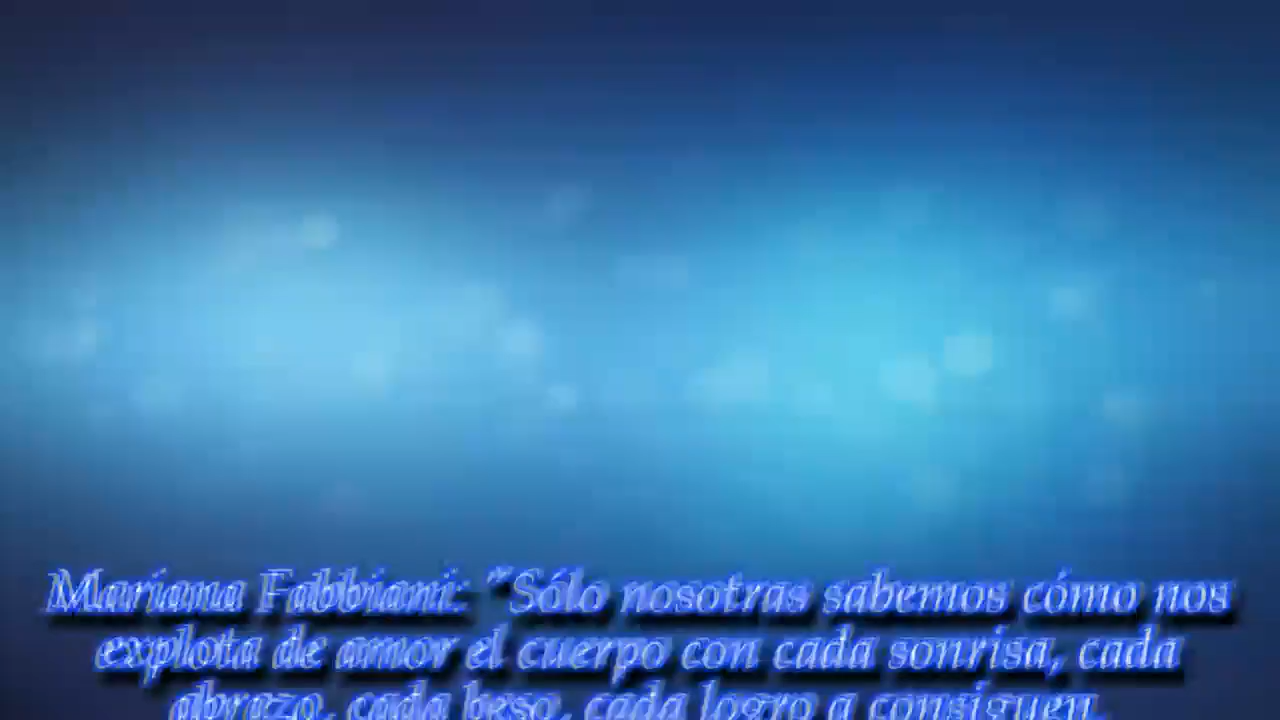 Mariana Fabbiani: "Sólo nosotras sabemos cómo nos
explota de amor el cuerpo con cada sonrisa, cada
abrazo, cada beso, cada logro a consiguen.